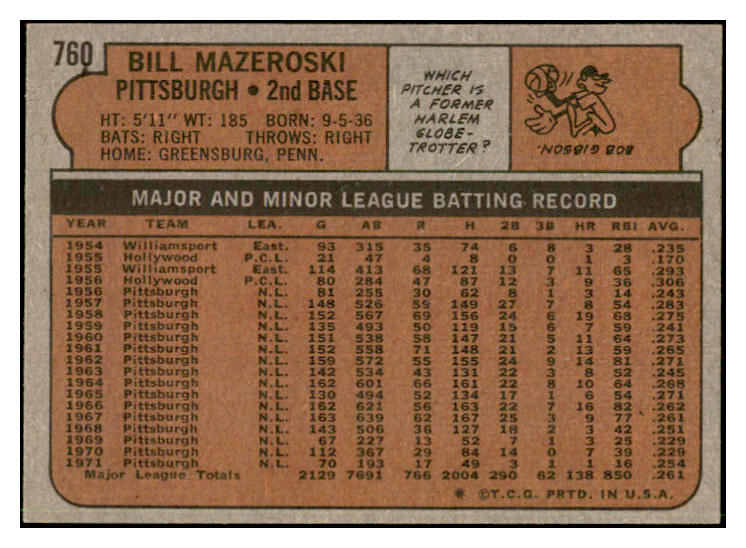 760
BILL MAZEROSKI
PITTSBURGH • 2nd BASE
HT: 5'11" WT: 185 BORN: 9-5-36
BATS: RIGHT THROWS: RIGHT
HOME: GREENSBURG, PENN.
WHICH
PITCHER IS
A FORMER
HARLEM
GLOBE-
TROTTER?
BOB GIBSON.
MAJOR AND MINOR LEAGUE BATTING RECORD
YEAR TEAM LEA. G AB R H 2B 3B HR RBI AVG.
1954 Williamsport East. 93 315 35 74 6 8 3 28 .235
1955 Hollywood P.C.L. 21 47 4 8 0 0 1 3 .170
1955 Williamsport East. 114 413 68 121 13 7 11 65 .293
1956 Hollywood P.C.L. 80 284 47 87 12 3 9 36 .306
1956 Pittsburgh N.L. 81 255 30 62 8 1 3 14 .243
1957 Pittsburgh N.L. 148 526 59 149 27 7 8 54 .283
1958 Pittsburgh N.L. 152 567 69 156 24 6 19 68 .275
1959 Pittsburgh N.L. 135 493 50 119 15 6 7 59 .241
1960 Pittsburgh N.L. 151 538 58 147 21 5 11 64 .273
1961 Pittsburgh N.L. 152 558 71 148 21 2 13 59 .265
1962 Pittsburgh N.L. 159 572 55 155 24 9 14 81 .271
1963 Pittsburgh N.L. 142 534 43 131 22 3 8 52 .245
1964 Pittsburgh N.L. 162 601 66 161 22 8 10 64 .268
1965 Pittsburgh N.L. 130 494 52 134 17 1 6 54 .271
1966 Pittsburgh N.L. 162 621 56 163 22 7 16 82 .262
1967 Pittsburgh N.L. 163 639 62 167 25 3 9 77 .261
1968 Pittsburgh N.L. 143 506 36 127 18 2 3 42 .251
1969 Pittsburgh N.L. 67 227 13 52 7 1 3 25 .229
1970 Pittsburgh N.L. 112 367 29 84 14 0 7 39 .229
1971 Pittsburgh N.L. 70 193 17 49 3 1 1 16 .254
Major League Totals 2129 7691 766 2004 290 62 138 850 .261
* ©T.C.G. PRTD. IN U.S.A.